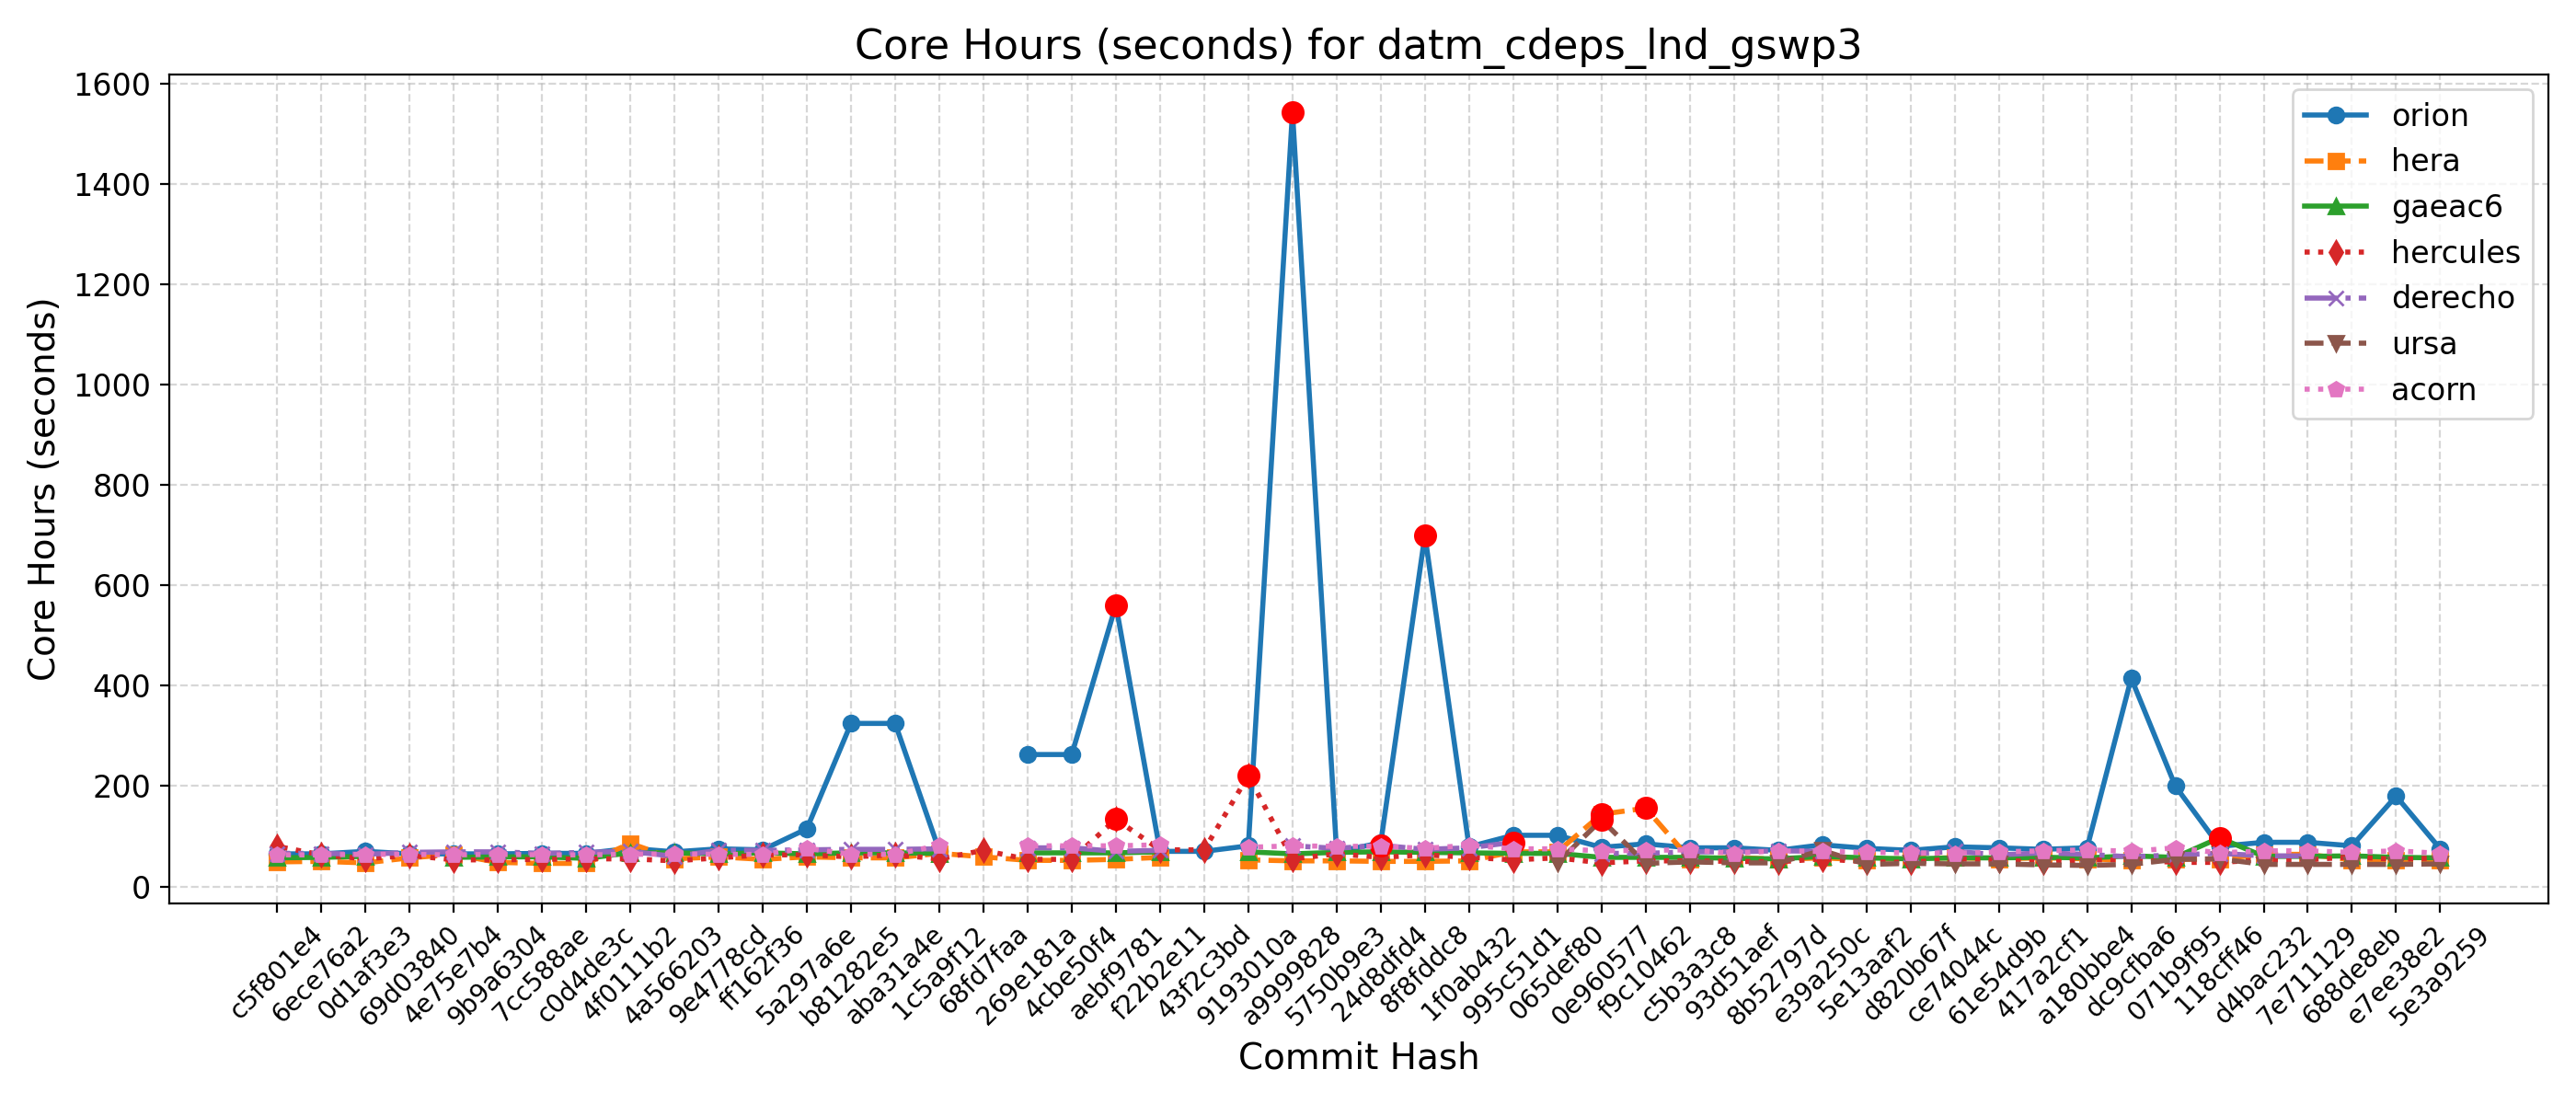 Core Hours (seconds) for datm_cdeps_lnd_gswp3
1600
1400
1200
1000
800
600
400
200
0
Core Hours (seconds)
orion
hera
gaeac6
hercules
derecho
ursa
acorn
c5f801e4
6ece76a2
0d1af3e3
69d03840
4e75e7b4
9b9a6304
7cc588ae
c0d4de3c
4f0111b2
4a566203
9e4778cd
ff162f36
5a297a6e
b81282e5
aba31a4e
1c5a9f12
68fd7faa
269e181a
4cbe50f4
aebf9781
f22b2e11
43f2c3bd
9193010a
a9999828
5750b9e3
24d8dfd4
8f8fddc8
1f0ab432
995c51d1
065def80
0e960577
f9c10462
c5b3a3c8
93d51aef
8b52797d
e39a250c
5e13aaf2
d820b67f
ce74044c
61e54d9b
417a2cf1
a180bbe4
dc9cfba6
071b9f95
118cff46
d4bac232
7e711129
688de8eb
e7ee38e2
5e3a9259
Commit Hash